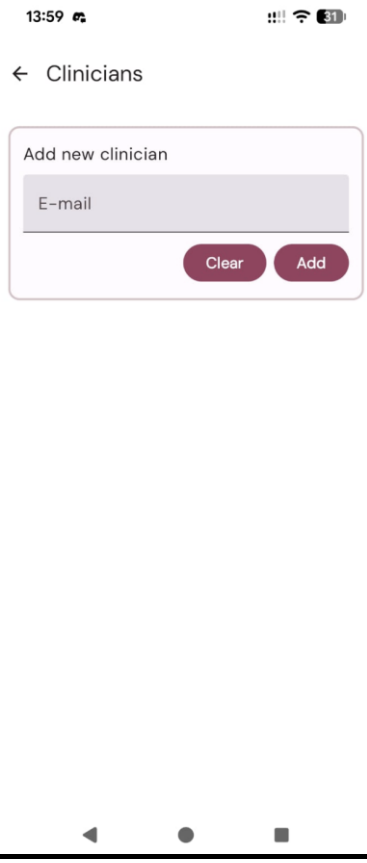 13:59
31
Clinicians
Add new clinician
E-mail
Clear Add